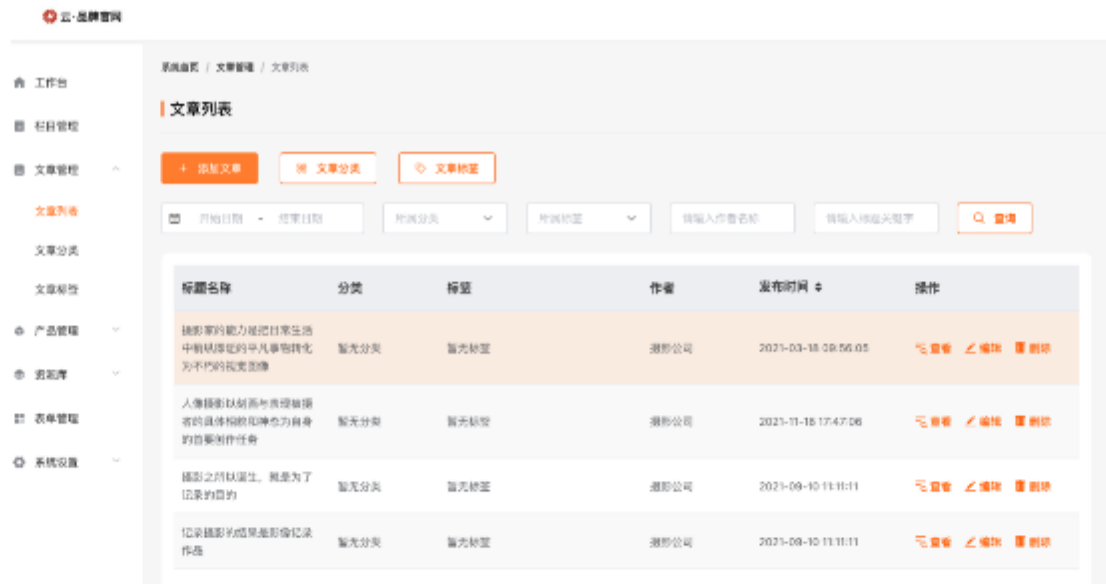 云·品牌官网
系统首页 / 文章管理 / 文章列表
工作台
文章列表
栏目管理
文章管理
+ 添加文章
文章分类
文章标签
文章列表
开始日期 - 结束日期
所属分类
所属标签
请输入作者名称
请输入标题关键字
查询
文章分类
文章标签
标题名称
分类
标签
作者
发布时间
操作
产品管理
摄影家的能力是把日常生活
中稍纵即逝的平凡事物转化
为不朽的视觉图像
暂无分类
暂无标签
摄影公司
2021-03-18 09:56:05
查看
编辑
删除
资源库
表单管理
人像摄影以刻画与表现被摄
者的具体相貌和神态为自身
的首要创作任务
暂无分类
暂无标签
摄影公司
2021-11-16 17:47:06
查看
编辑
删除
系统设置
摄影之所以诞生，就是为了
记录的目的
暂无分类
暂无标签
摄影公司
2021-09-10 11:11:11
查看
编辑
删除
记录摄影的结果是影像记录
作品
暂无分类
暂无标签
摄影公司
2021-09-10 11:11:11
查看
编辑
删除